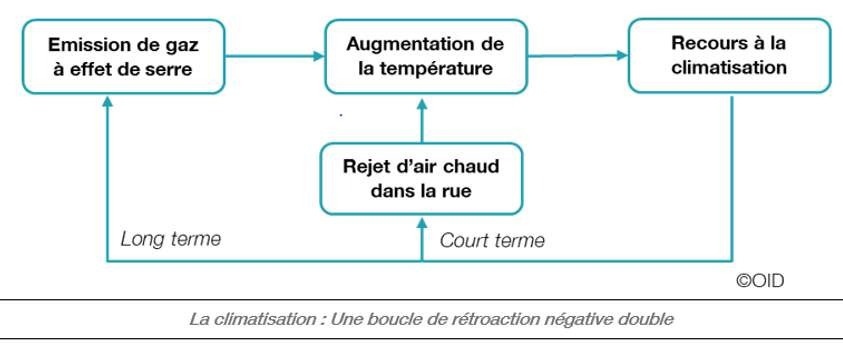 Emission de gaz
à effet de serre
Augmentation de
la température
Recours à la
climatisation
Rejet d'air chaud
dans la rue
Long terme
Court terme
©OID
La climatisation : Une boucle de rétroaction négative double